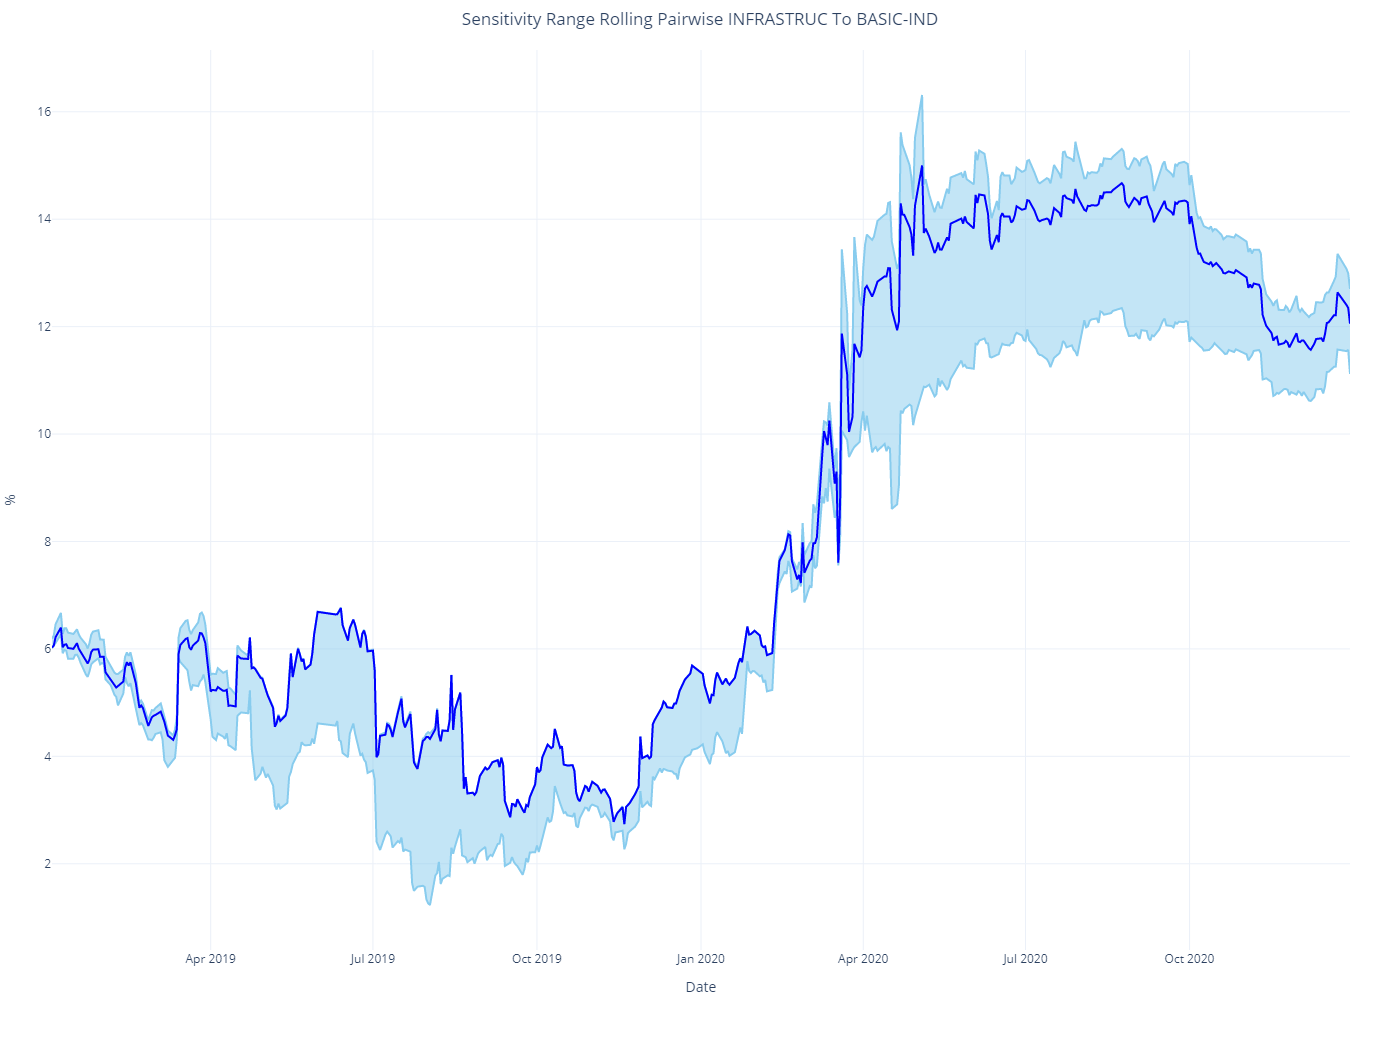 Sensitivity Range Rolling Pairwise INFRASTRUC To BASIC-IND
16
14
12
10
8
6
4
2
%
Apr 2019
Jul 2019
Oct 2019
Jan 2020
Apr 2020
Jul 2020
Oct 2020
Date